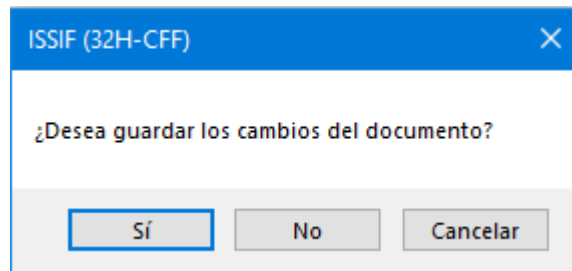 ISSIF (32H-CFF)
¿Desea guardar los cambios del documento?
Sí No Cancelar